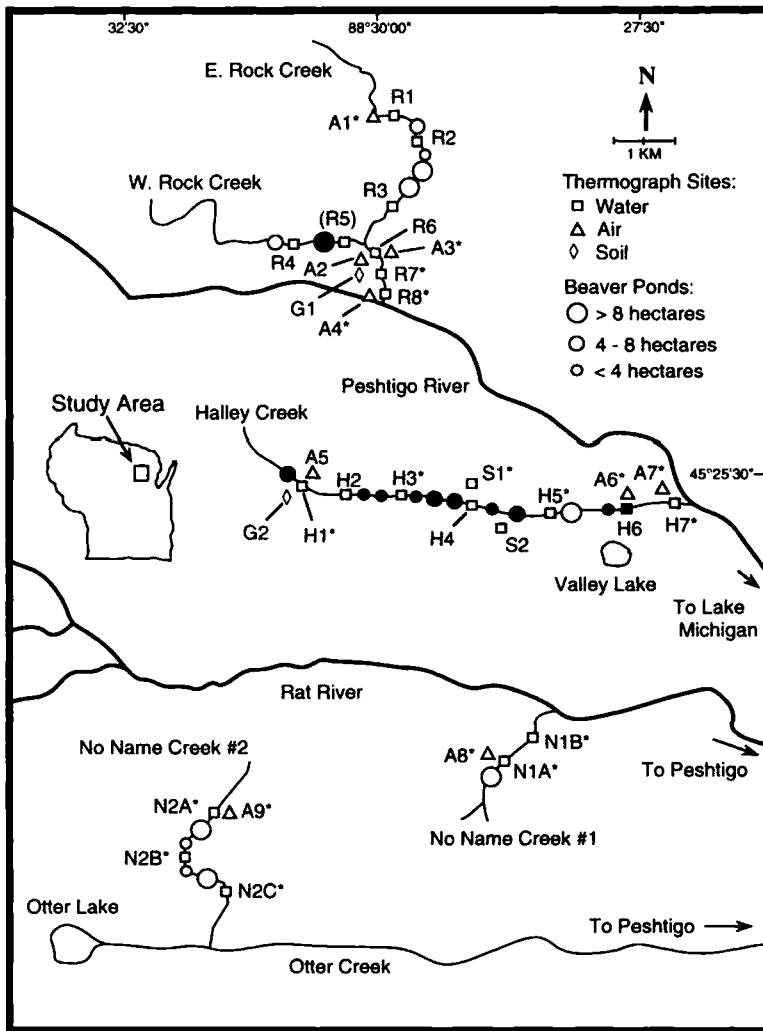 32'30"
88°30'00"
27'30"
E. Rock Creek
N
1 KM
A1*
R1
R2
W. Rock Creek
R3
Thermograph Sites:
Water
Air
Soil
(R5)
R6
R4
A2
A3*
G1
R7*
A4*
R8*
Beaver Ponds:
> 8 hectares
4 - 8 hectares
< 4 hectares
Peshtigo River
Study Area
Halley Creek
45°25'30"
A5
H2
H3*
S1*
A6*
A7*
G2
H1*
H4
S2
H5*
H6
H7*
Valley Lake
To Lake
Michigan
Rat River
No Name Creek #2
A8*
N1B*
N1A*
To Peshtigo
N2A*
A9*
No Name Creek #1
N2B*
N2C*
Otter Lake
To Peshtigo
Otter Creek